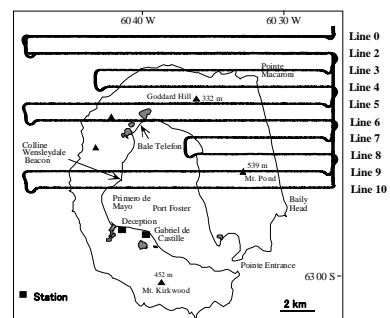 60.40 W 60.30 W
Line 0
Line 2
Pointe
Macaroni
Line 3
Line 4
Goddard Hill
332 m
Line 5
Line 6
Colline
Wensleydale
Beacon
Bale Telefon
Line 7
Line 8
539 m
Mt. Pond
Line 9
Line 10
Primero de
Mayo
Port Foster
Baily
Head
Deception
Gabriel de
Castille
Pointe Entrance
452 m
Mt. Kirkwood
63 00 S
Station
2 km